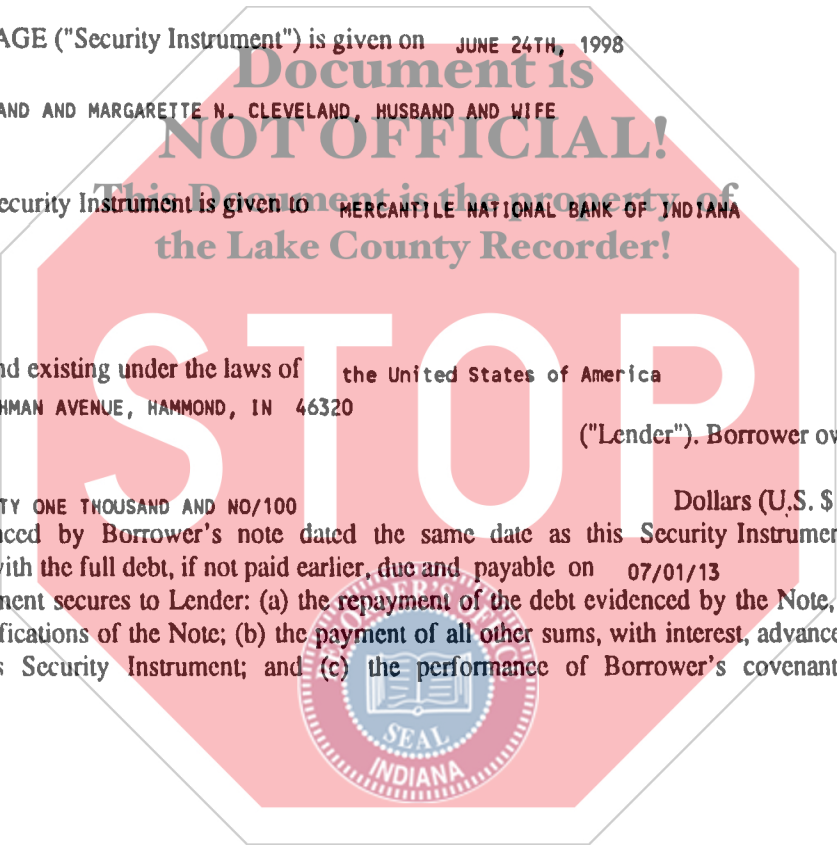 AGE ("Security Instrument") is given on JUNE 24TH, 1998
Document is
AND AND MARGARETTE N. CLEVELAND, HUSBAND AND WIFE
NOT OFFICIAL!
This Document is the property of
ecurity Instrument is given to MERCANTILE NATIONAL BANK OF INDIANA
the Lake County Recorder!
STOP
nd existing under the laws of the United States of America
HMAN AVENUE, HAMMOND, IN 46320
("Lender"). Borrower ow
TY ONE THOUSAND AND NO/100 Dollars (U.S. $
nced by Borrower's note dated the same date as this Security Instrumen
with the full debt, if not paid earlier, due and payable on 07/01/13
ment secures to Lender: (a) the repayment of the debt evidenced by the Note,
fications of the Note; (b) the payment of all other sums, with interest, advance
s Security Instrument; and (c) the performance of Borrower's covenant
RECORDER'S OFFICE
SEAL
INDIANA